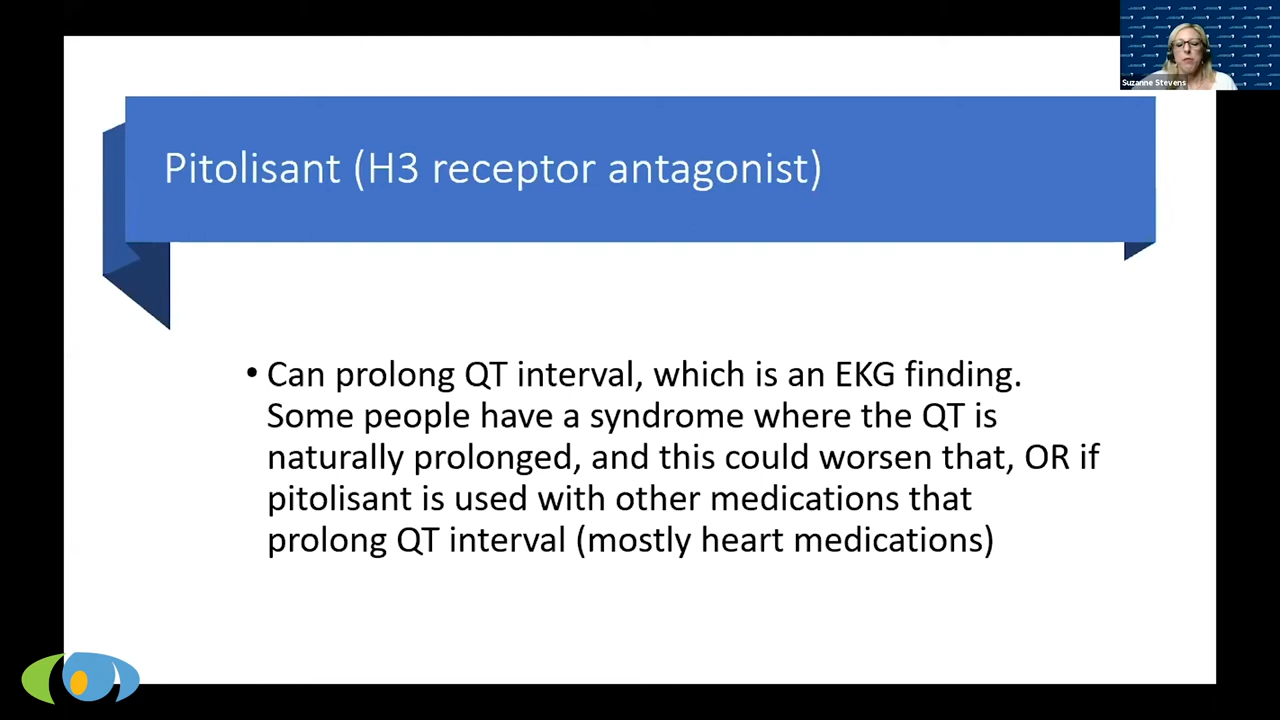 Suzanne Stevens
Pitolisant (H3 receptor antagonist)
• Can prolong QT interval, which is an EKG finding.
Some people have a syndrome where the QT is
naturally prolonged, and this could worsen that, OR if
pitolisant is used with other medications that
prolong QT interval (mostly heart medications)